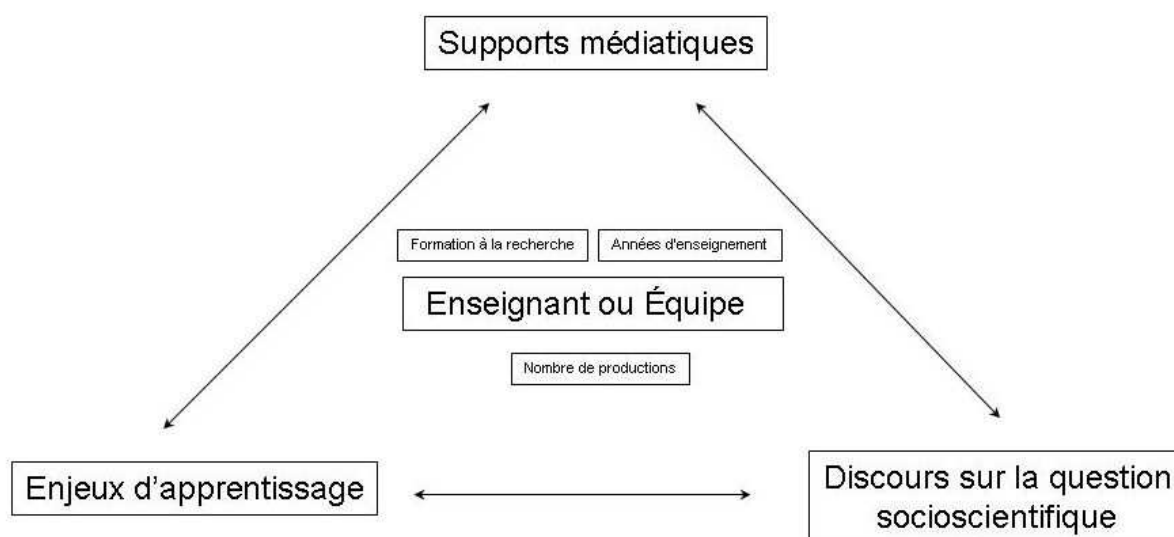 Supports médiatiques
Formation à la recherche
Années d'enseignement
Enseignant ou Équipe
Nombre de productions
Enjeux d’apprentissage
Discours sur la question
socioscientifique